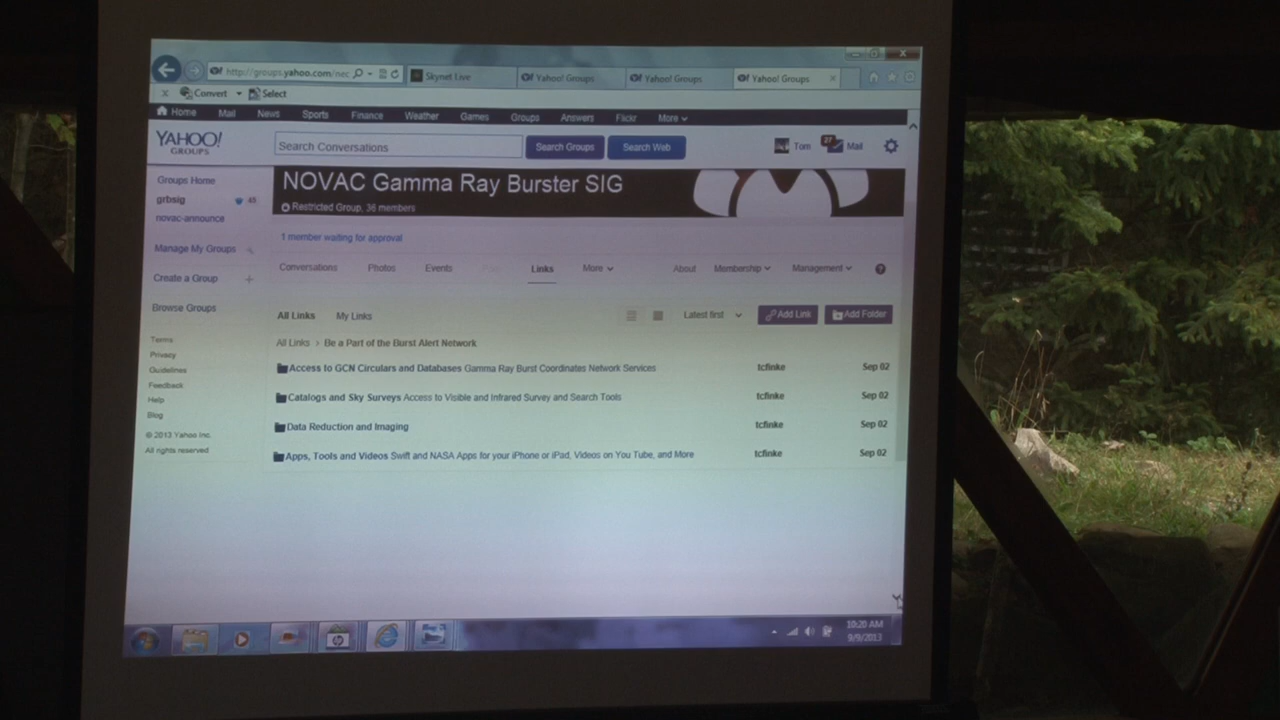 http://groups.yahoo.com/nec
Skynet Live
Yahoo! Groups
Yahoo! Groups
Yahoo! Groups
x Convert Select
Home Mail News Sports Finance Weather Games Groups Answers Flickr More
YAHOO!
GROUPS
Search Conversations
Search Groups
Search Web
Tom
27
Mail
Groups Home
grbsig 45
novac-announce
Manage My Groups
Create a Group +
Browse Groups
Terms
Privacy
Guidelines
Feedback
Help
Blog
© 2013 Yahoo Inc.
All rights reserved
NOVAC Gamma Ray Burster SIG
Restricted Group, 36 members
1 member waiting for approval
Conversations Photos Events Links More About Membership Management ?
All Links My Links Latest first Add Link Add Folder
All Links > Be a Part of the Burst Alert Network
Access to GCN Circulars and Databases Gamma Ray Burst Coordinates Network Services tcfinke Sep 02
Catalogs and Sky Surveys Access to Visible and Infrared Survey and Search Tools tcfinke Sep 02
Data Reduction and Imaging tcfinke Sep 02
Apps, Tools and Videos Swift and NASA Apps for your iPhone or iPad, Videos on You Tube, and More tcfinke Sep 02
hp
10:20 AM
9/9/2013